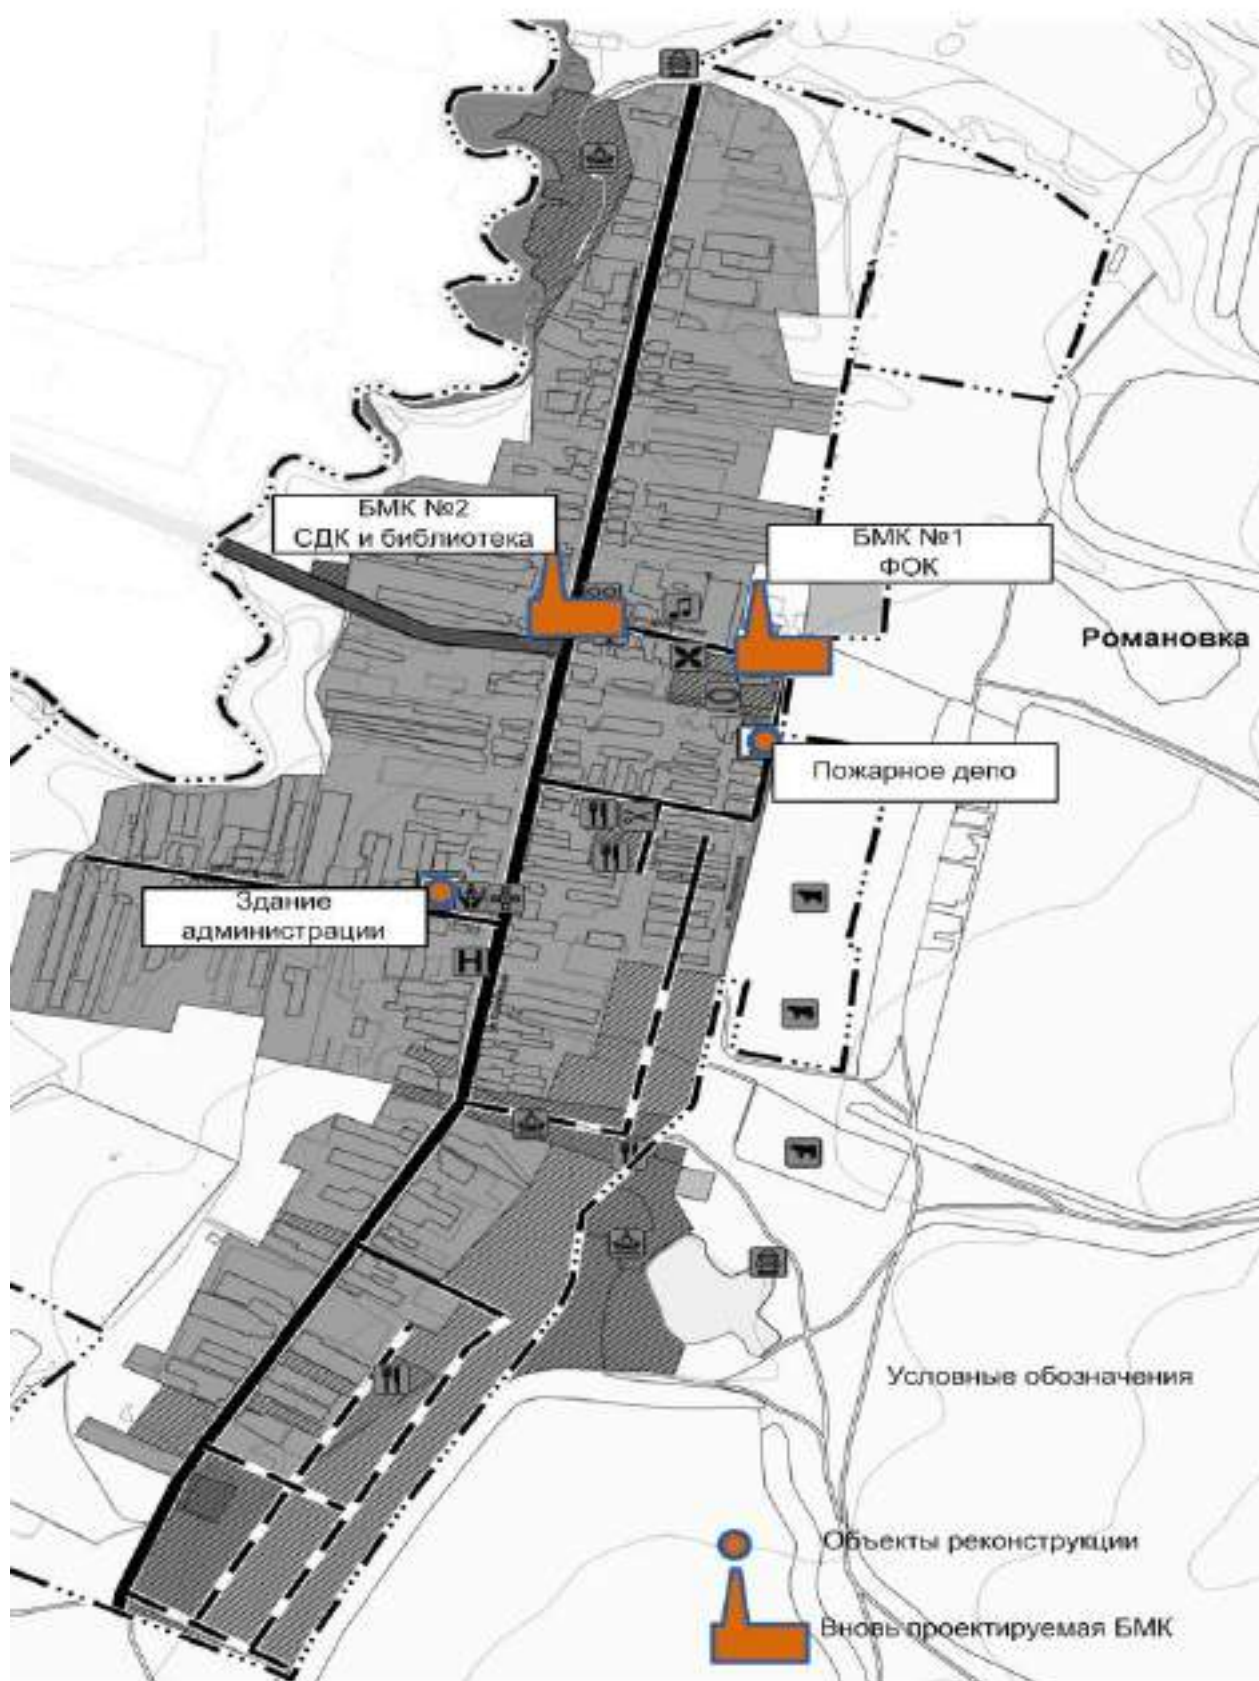 БМК №2
СДК и библиотека
БМК №1
ФОК
Романовка
Пожарное депо
Здание
администрации
H
Условные обозначения
Объекты реконструкции
Вновь проектируемая БМК